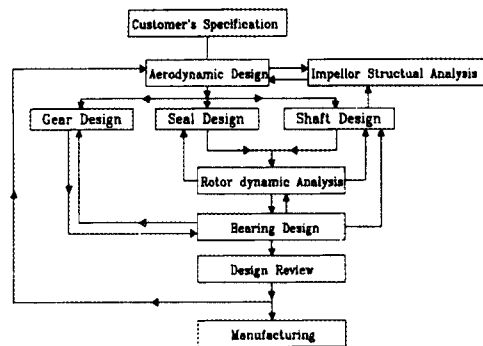 Customer's Specification
Aerodynamic Design
Impellor Structual Analysis
Gear Design
Seal Design
Shaft Design
Rotor dynamic Analysis
Bearing Design
Design Review
Manufacturing